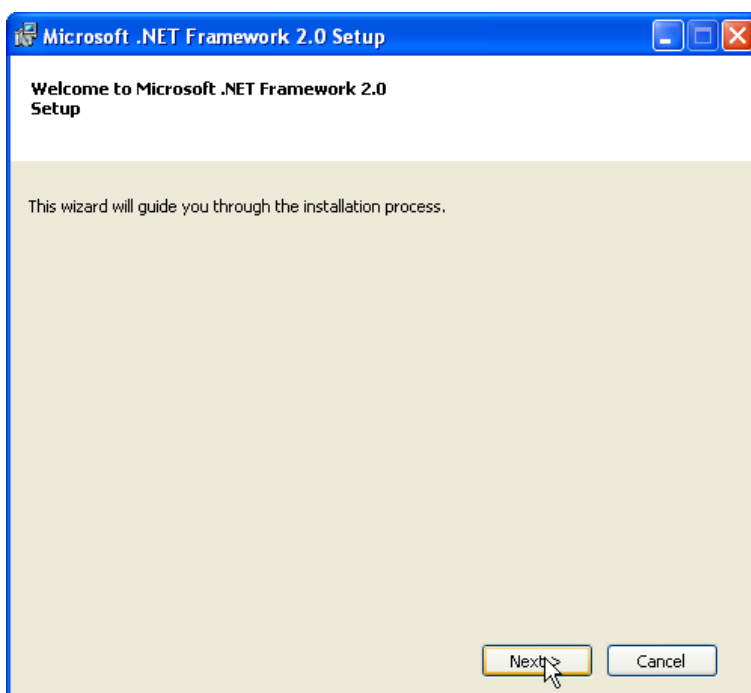 Microsoft .NET Framework 2.0 Setup
Welcome to Microsoft .NET Framework 2.0
Setup
This wizard will guide you through the installation process.
Next >
Cancel